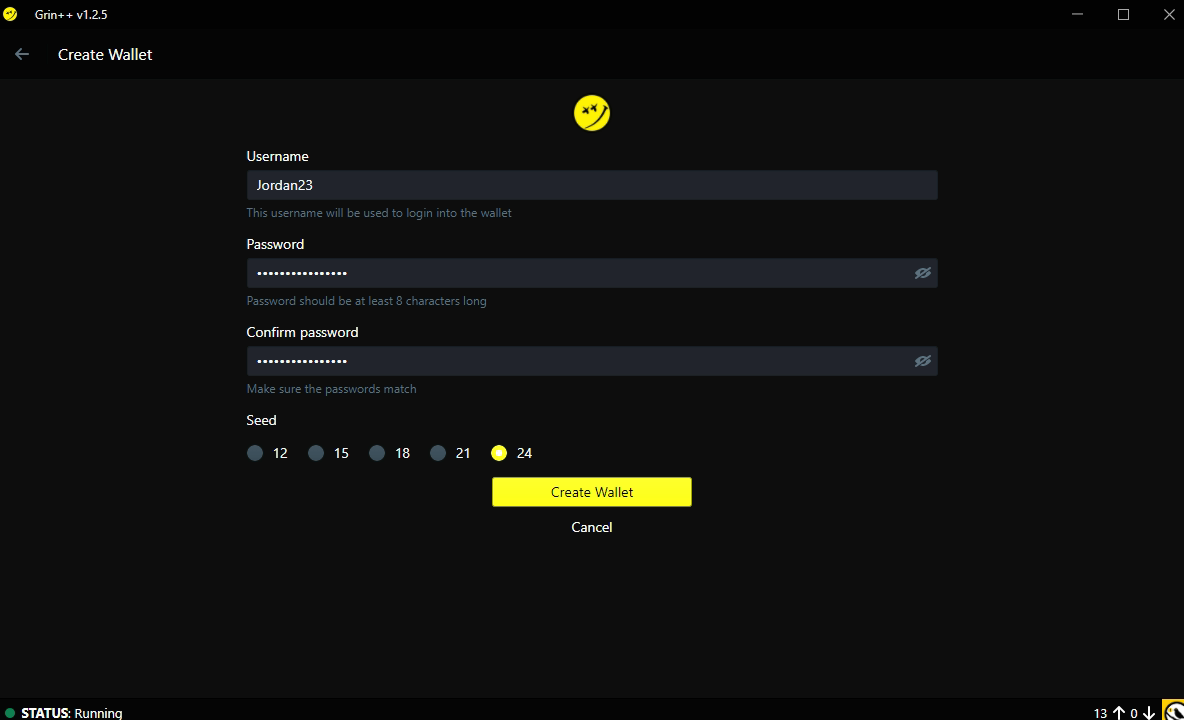 Grin++ v1.2.5
Create Wallet
Username
Jordan23
This username will be used to login into the wallet
Password
••••••••••••••••
Password should be at least 8 characters long
Confirm password
••••••••••••••••
Make sure the passwords match
Seed
12 15 18 21 24
Create Wallet
Cancel
STATUS: Running 13 0